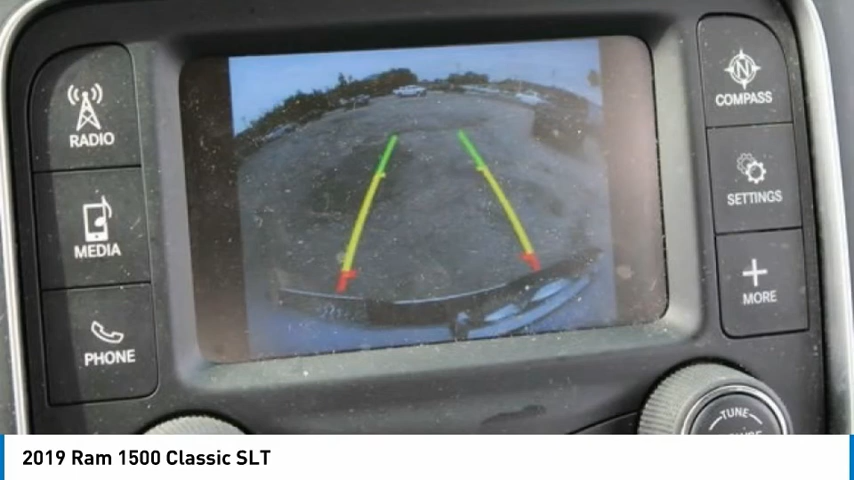 RADIO
MEDIA
PHONE
N
COMPASS
SETTINGS
MORE
TUNE
2019 Ram 1500 Classic SLT